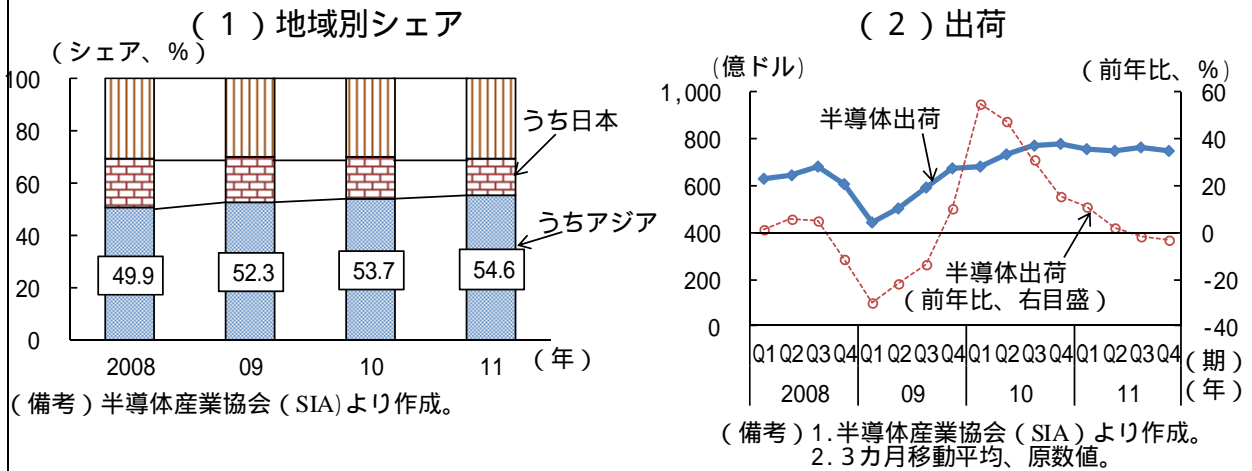 (1)地域別シェア
(シェア、%)
100
80
60
40
20
0
うち日本
うちアジア
49.9
52.3
53.7
54.6
2008 09 10 11 (年)
(備考)半導体産業協会(SIA)より作成。
(2)出荷
(億ドル)
(前年比、%)
1,000
800
600
400
200
0
60
40
20
0
-20
-40
半導体出荷
半導体出荷
(前年比、右目盛)
Q1 Q2 Q3 Q4 Q1 Q2 Q3 Q4 Q1 Q2 Q3 Q4 Q1 Q2 Q3 Q4 (期)
2008 09 10 11 (年)
(備考)1.半導体産業協会(SIA)より作成。
2.3カ月移動平均、原数値。